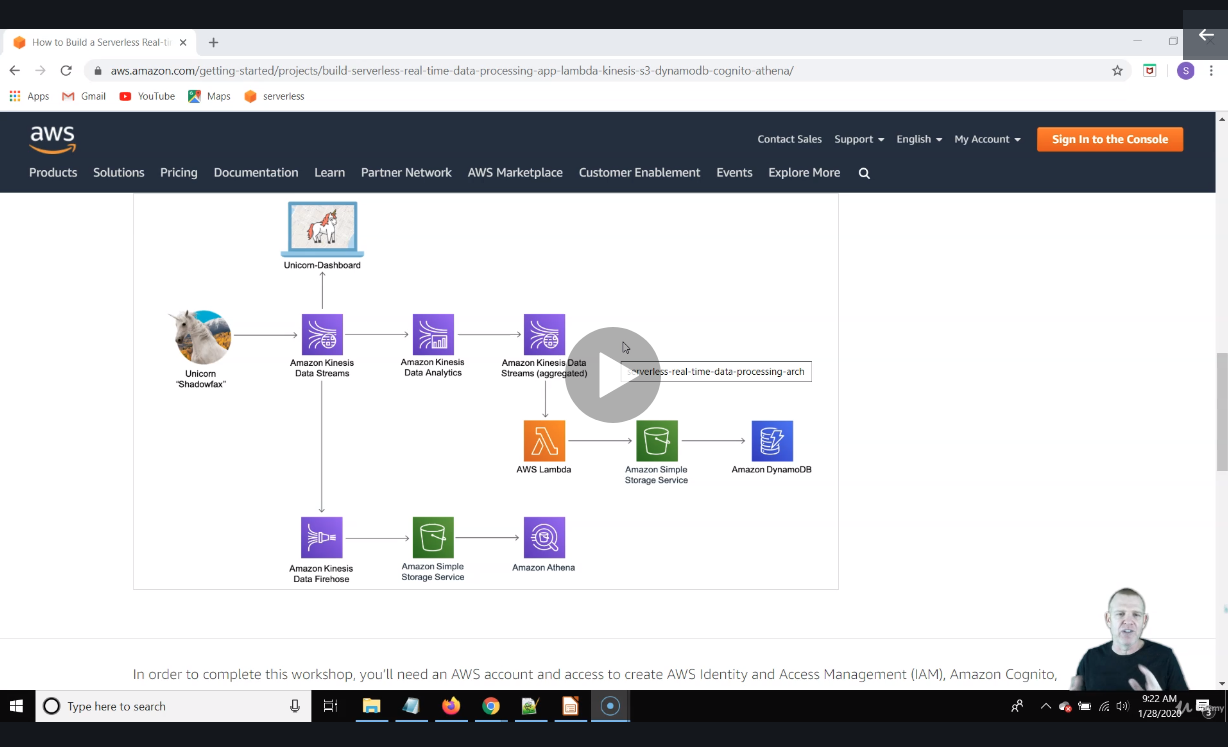 How to Build a Serverless Real-ti
aws.amazon.com/getting-started/projects/build-serverless-real-time-data-processing-app-lambda-kinesis-s3-dynamodb-cognito-athena/
S
Apps Gmail YouTube Maps serverless
aws
Contact Sales Support English My Account Sign In to the Console
Products Solutions Pricing Documentation Learn Partner Network AWS Marketplace Customer Enablement Events Explore More
Unicorn-Dashboard
Unicorn
"Shadowfax"
Amazon Kinesis
Data Streams
Amazon Kinesis
Data Analytics
Amazon Kinesis Data
Streams (aggregated)
serverless-real-time-data-processing-arch
AWS Lambda
Amazon Simple
Storage Service
Amazon DynamoDB
Amazon Kinesis
Data Firehose
Amazon Simple
Storage Service
Amazon Athena
In order to complete this workshop, you'll need an AWS account and access to create AWS Identity and Access Management (IAM), Amazon Cognito,
Type here to search
9:22 AM
1/28/2020
3